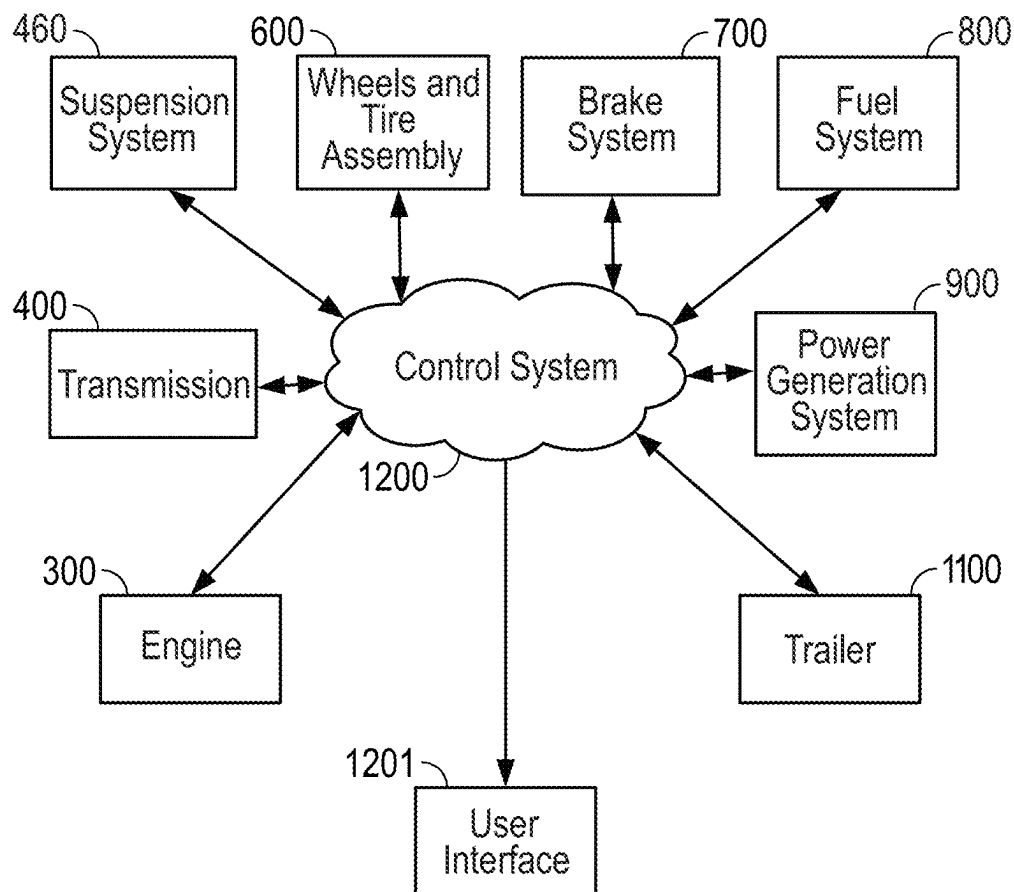 460
600
700
800
Suspension
System
Wheels and
Tire
Assembly
Brake
System
Fuel
System
400
900
Transmission
Control System
Power
Generation
System
1200
300
1100
Engine
Trailer
1201
User
Interface